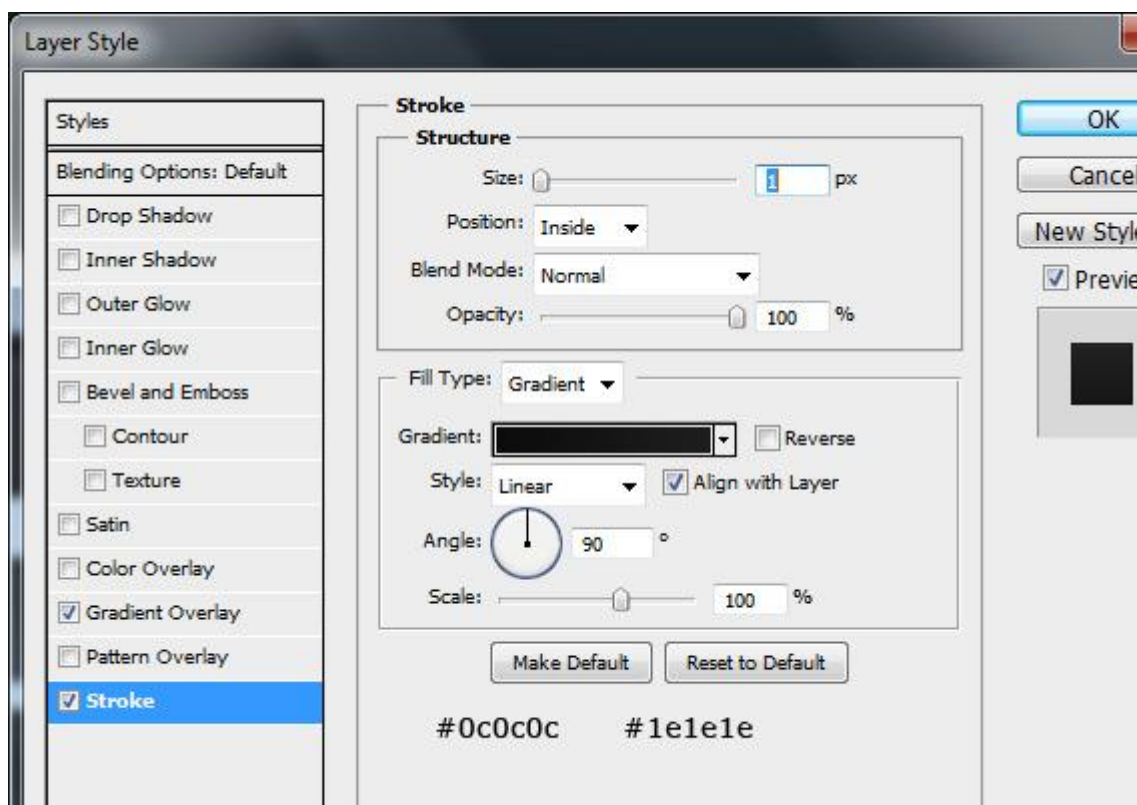 Layer Style
Styles
Blending Options: Default
Drop Shadow
Inner Shadow
Outer Glow
Inner Glow
Bevel and Emboss
Contour
Texture
Satin
Color Overlay
Gradient Overlay
Pattern Overlay
Stroke
Stroke
Structure
Size: 1 px
Position: Inside
Blend Mode: Normal
Opacity: 100 %
Fill Type: Gradient
Gradient: Reverse
Style: Linear Align with Layer
Angle: 90 °
Scale: 100 %
Make Default Reset to Default
#0c0c0c #1e1e1e
OK
Cancel
New Style
Previe